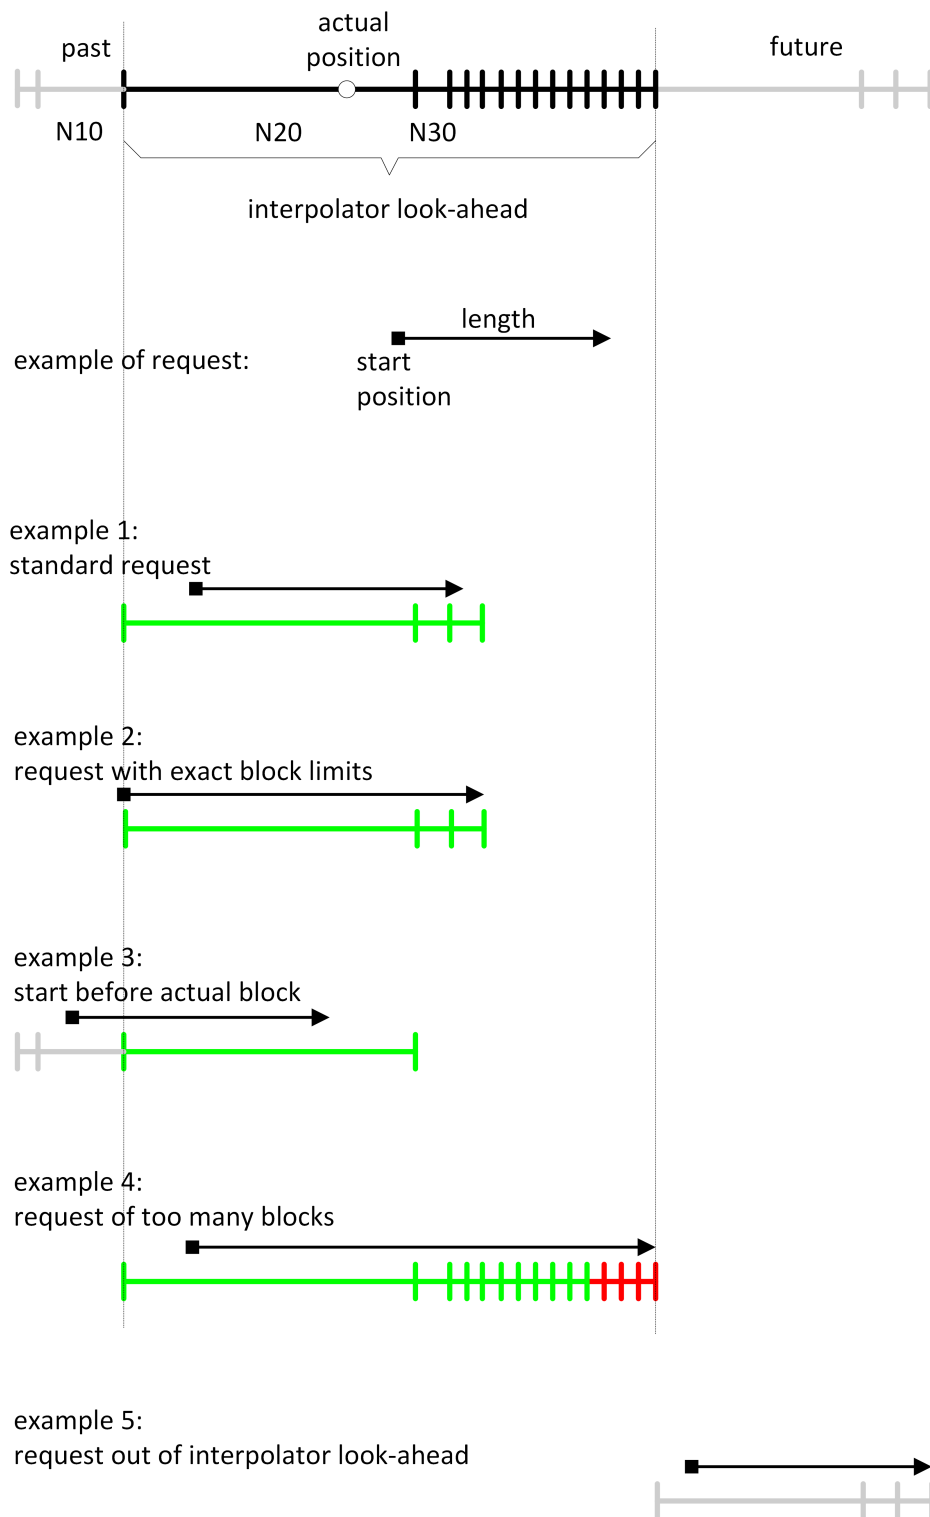 actual
past
position
future
N10
N20
N30
interpolator look-ahead
length
example of request:
start
position
example 1:
standard request
example 2:
request with exact block limits
example 3:
start before actual block
example 4:
request of too many blocks
example 5:
request out of interpolator look-ahead